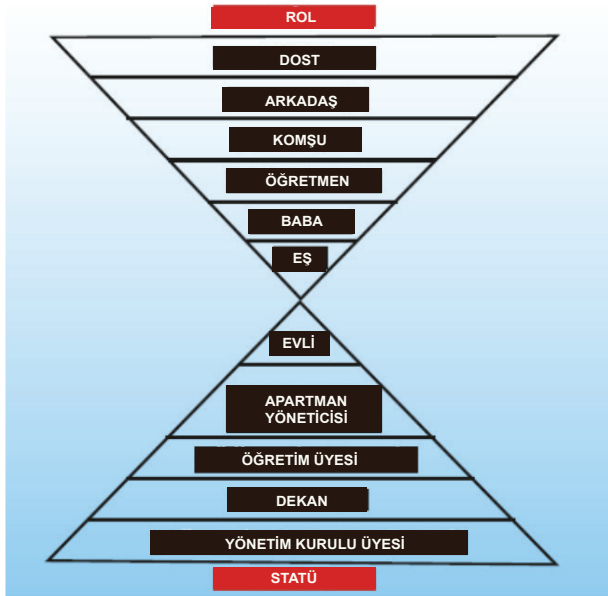 ROL
DOST
ARKADAŞ
KOMŞU
ÖĞRETMEN
BABA
EŞ
EVLİ
APARTMAN
YÖNETİCİSİ
ÖĞRETİM ÜYESİ
DEKAN
YÖNETİM KURULU ÜYESİ
STATÜ